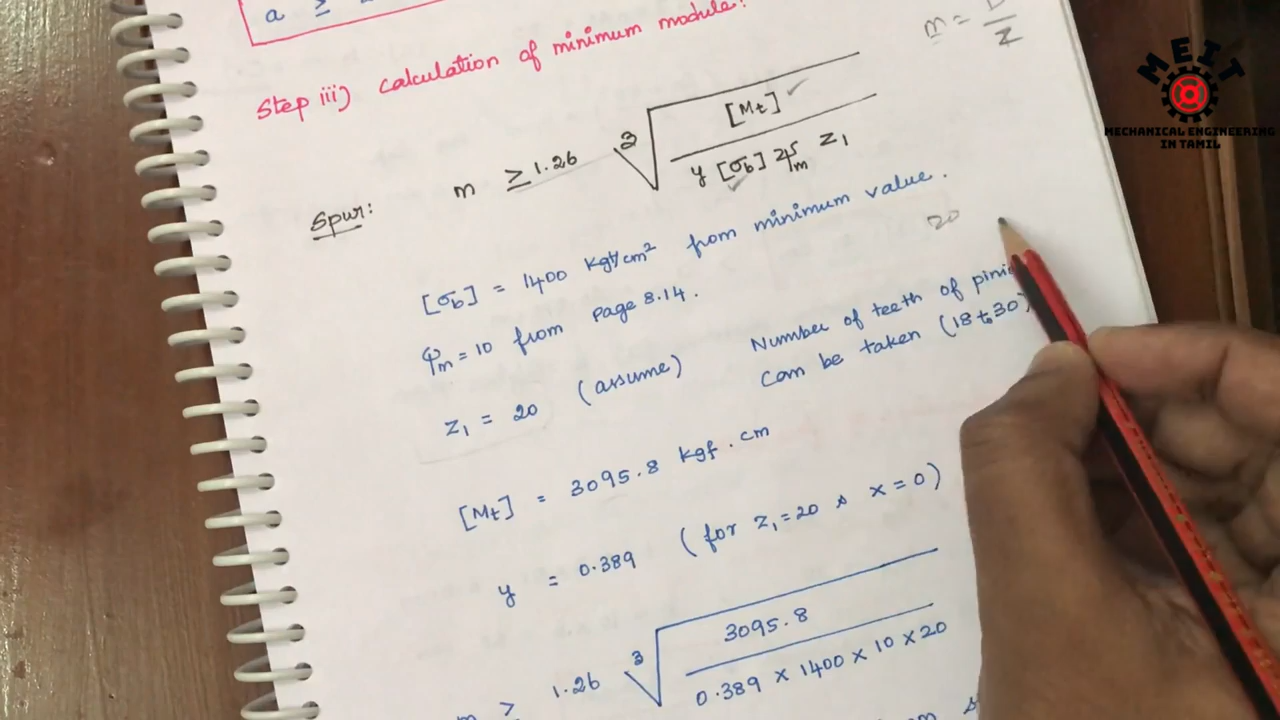 a ≥
Step iii) calculation of minimum module:
m = D/Z
Spur: m ≥ 1.26 ∛([Mt] / (y [σb] ψm Z1))
[σb] = 1400 kgf/cm² from minimum value.
20
ψm = 10 from page 8.14.
Z1 = 20 (assume)
Number of teeth of
can be taken (18 to 30)
[Mt] = 3095.8 kgf.cm
y = 0.389 (for Z1 = 20 & x = 0)
m ≥ 1.26 ∛(3095.8 / (0.389 × 1400 × 10 × 20))
MEIT
MECHANICAL ENGINEERING
IN TAMIL